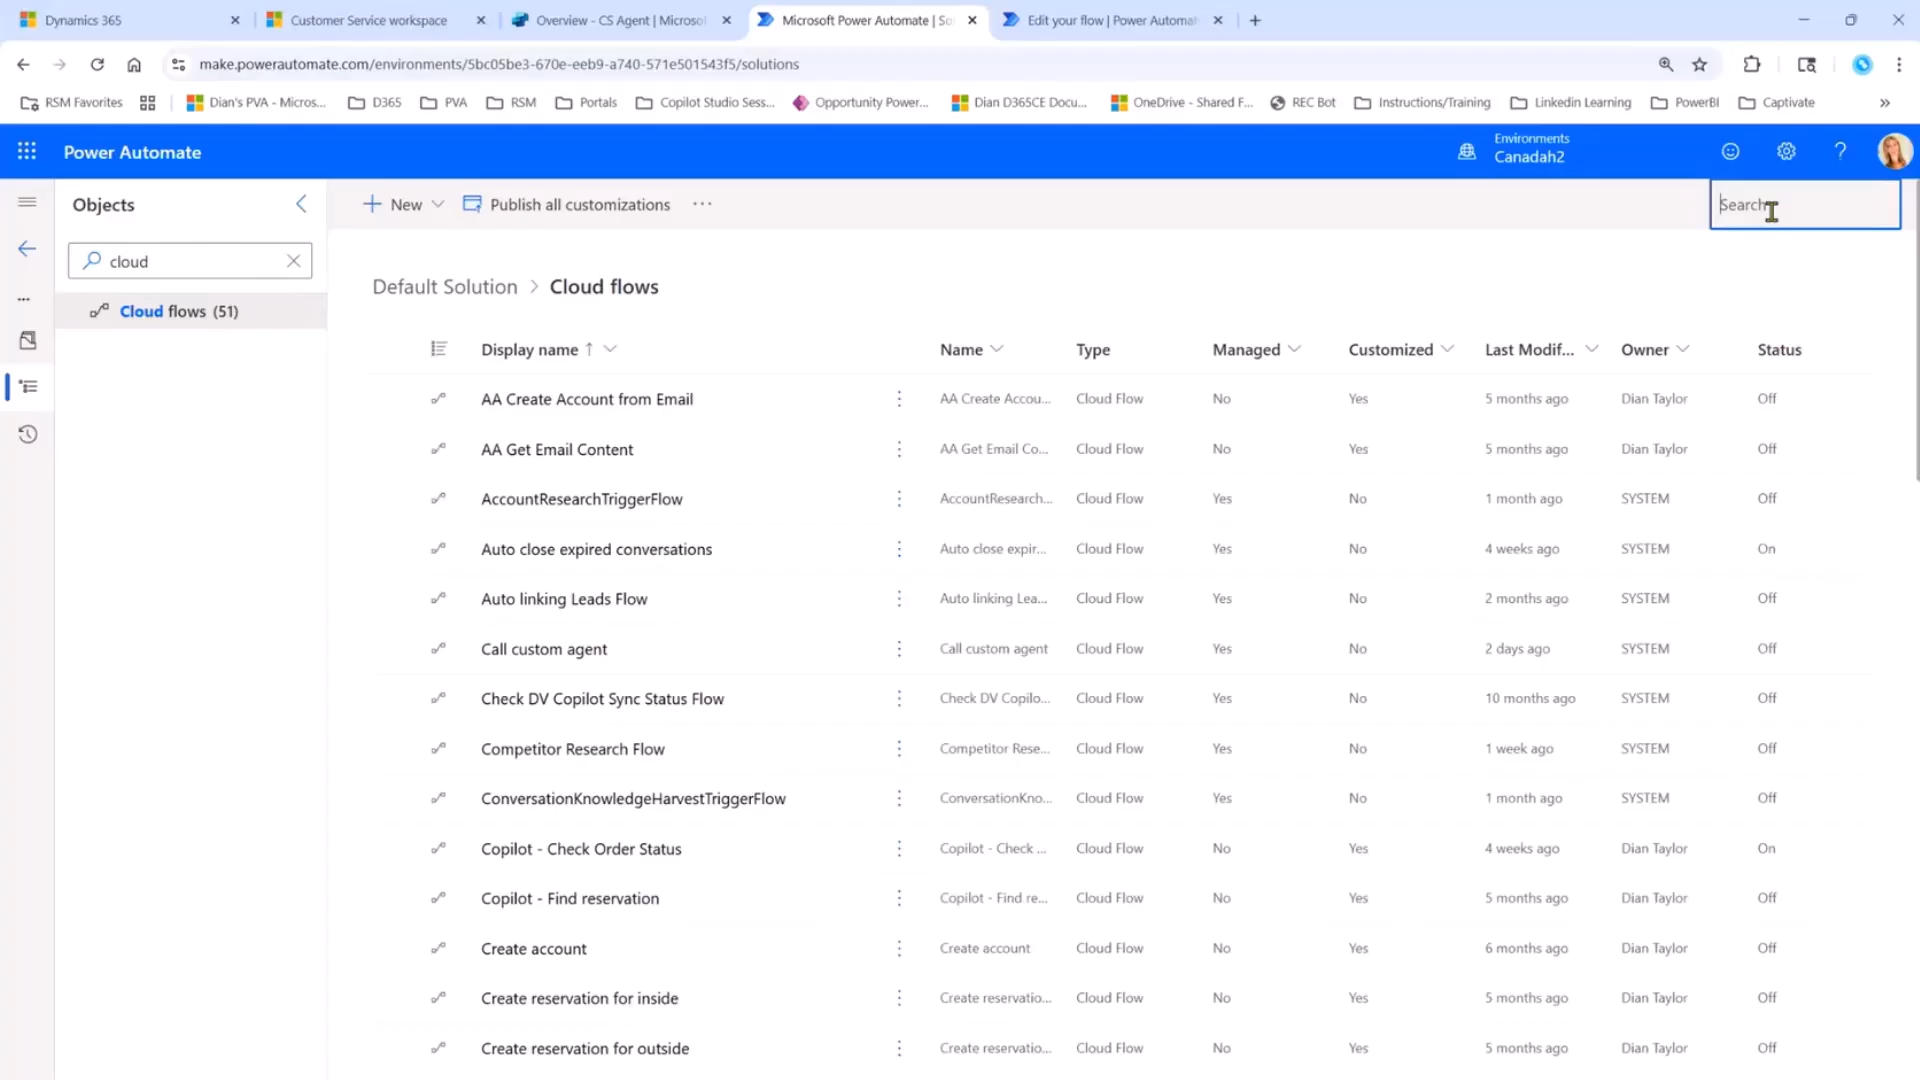 Dynamics 365
Customer Service workspace
Overview - CS Agent | Microsof
Microsoft Power Automate | So
Edit your flow | Power Automat
make.powerautomate.com/environments/5bc05be3-670e-eeb9-a740-571e501543f5/solutions
RSM Favorites
Dian's PVA - Micros...
D365
PVA
RSM
Portals
Copilot Studio Sess...
Opportunity Power...
Dian D365CE Docu...
OneDrive - Shared F...
REC Bot
Instructions/Training
Linkedin Learning
PowerBI
Captivate
»
Power Automate
Environments
Canadah2
?
Objects
New
Publish all customizations
...
Search
cloud
Cloud flows (51)
Default Solution > Cloud flows
Display name ↑ Name Type Managed Customized Last Modif... Owner Status
AA Create Account from Email AA Create Accou... Cloud Flow No Yes 5 months ago Dian Taylor Off
AA Get Email Content AA Get Email Co... Cloud Flow No Yes 5 months ago Dian Taylor Off
AccountResearchTriggerFlow AccountResearch... Cloud Flow Yes No 1 month ago SYSTEM Off
Auto close expired conversations Auto close expir... Cloud Flow Yes No 4 weeks ago SYSTEM On
Auto linking Leads Flow Auto linking Lea... Cloud Flow Yes No 2 months ago SYSTEM Off
Call custom agent Call custom agent Cloud Flow Yes No 2 days ago SYSTEM Off
Check DV Copilot Sync Status Flow Check DV Copilo... Cloud Flow Yes No 10 months ago SYSTEM Off
Competitor Research Flow Competitor Rese... Cloud Flow Yes No 1 week ago SYSTEM Off
ConversationKnowledgeHarvestTriggerFlow ConversationKno... Cloud Flow Yes No 1 month ago SYSTEM Off
Copilot - Check Order Status Copilot - Check ... Cloud Flow No Yes 4 weeks ago Dian Taylor On
Copilot - Find reservation Copilot - Find re... Cloud Flow No Yes 5 months ago Dian Taylor Off
Create account Create account Cloud Flow No Yes 6 months ago Dian Taylor Off
Create reservation for inside Create reservatio... Cloud Flow No Yes 5 months ago Dian Taylor Off
Create reservation for outside Create reservatio... Cloud Flow No Yes 5 months ago Dian Taylor Off